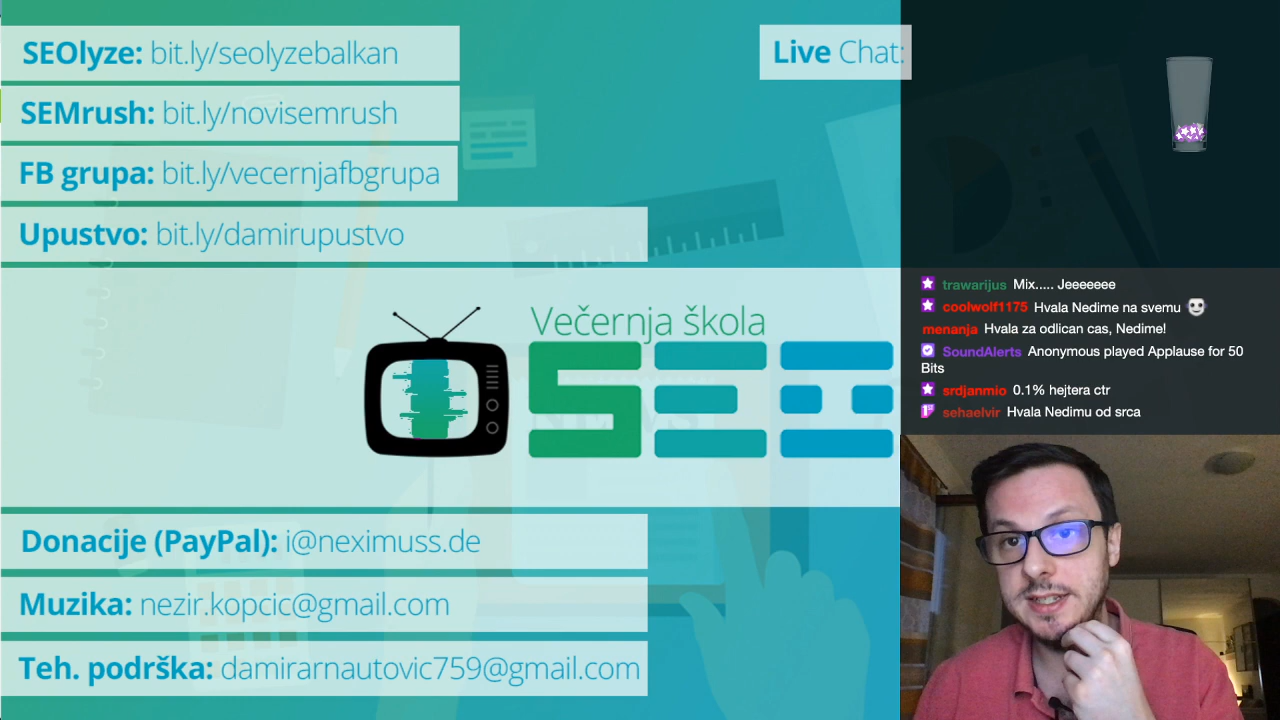 SEOlyze: bit.ly/seolyzebalkan
Live Chat:
SEMrush: bit.ly/novisemrush
FB grupa: bit.ly/vecernjafbgrupa
Upustvo: bit.ly/damirupustvo
trawarijus Mix..... Jeeeeeee
coolwolf1175 Hvala Nedime na svemu
menanja Hvala za odlican cas, Nedime!
SoundAlerts Anonymous played Applause for 50
Bits
srdjanmio 0.1% hejtera ctr
sehaelvir Hvala Nedimu od srca
Večernja škola
SEO
NEWS
Donacije (PayPal): i@neximuss.de
Muzika: nezir.kopcic@gmail.com
Teh. podrška: damirarnautovic759@gmail.com